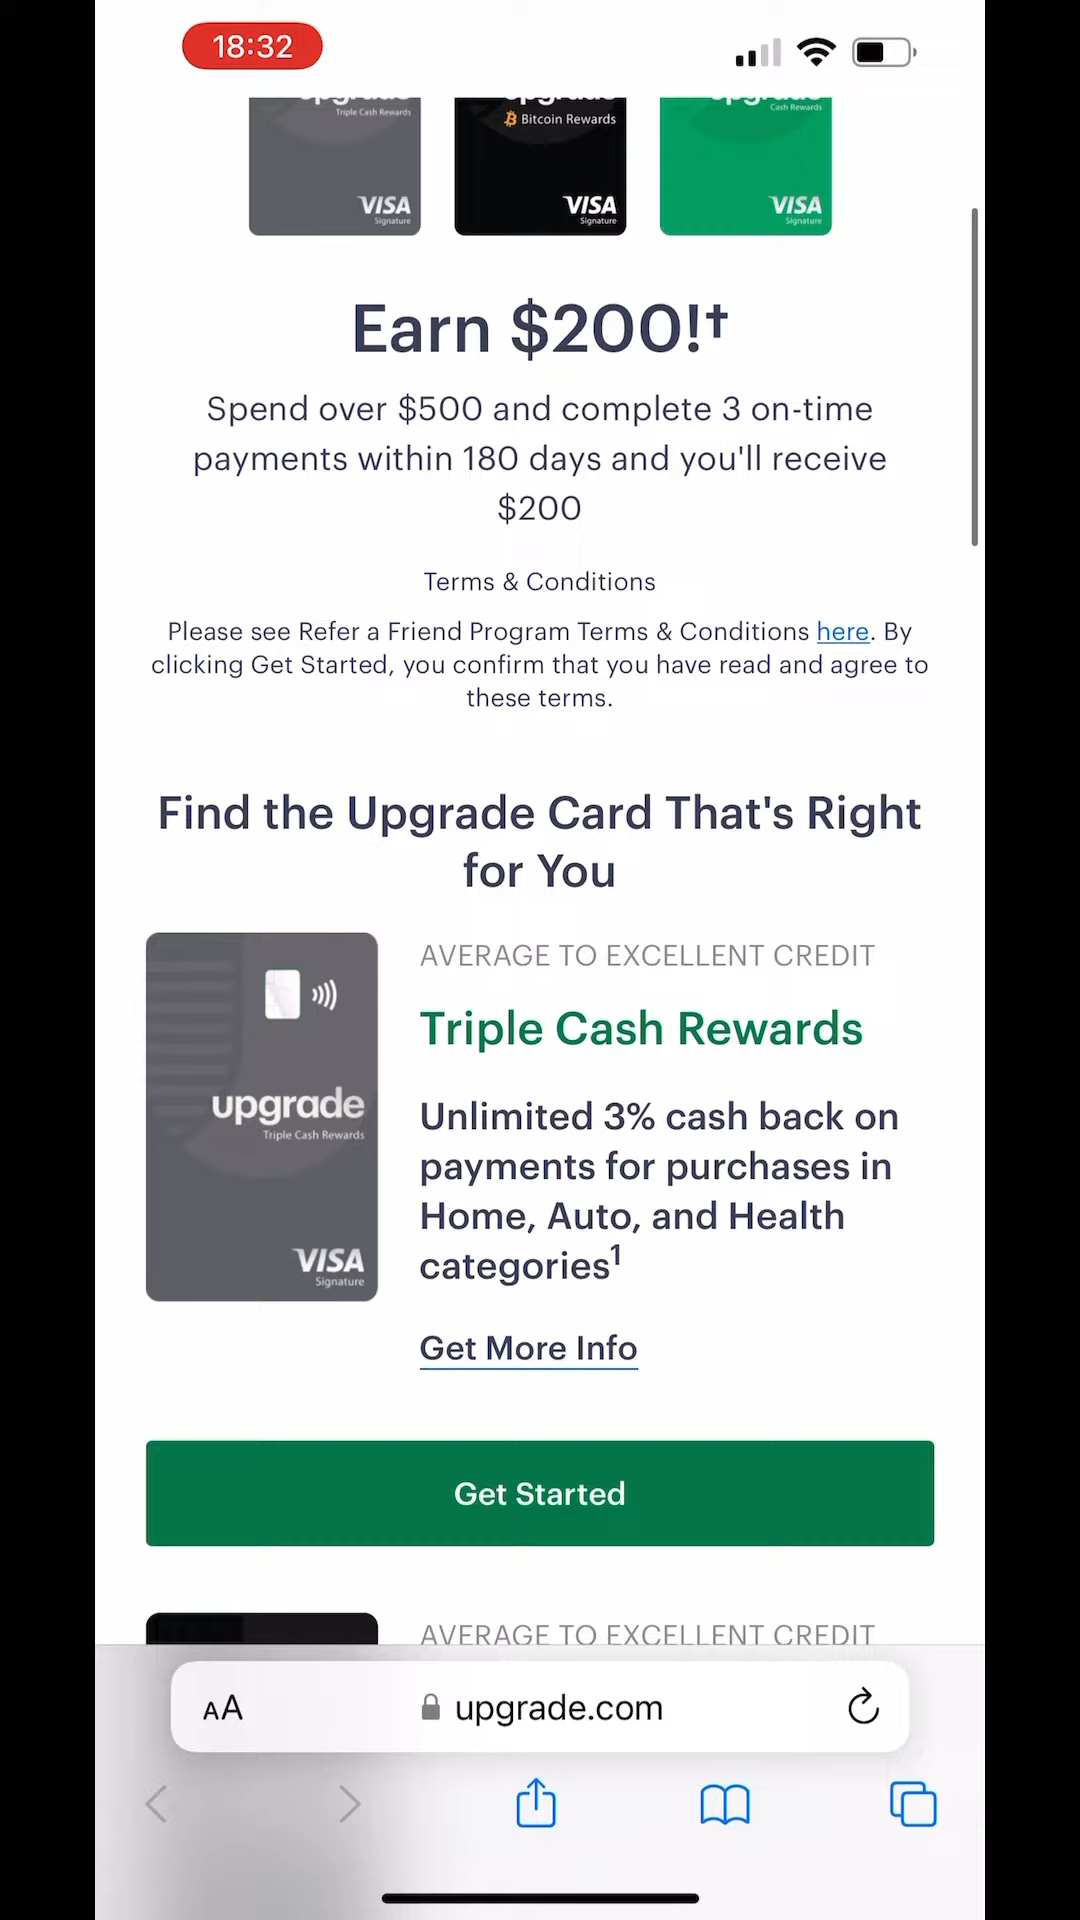 18:32
Triple Cash Rewards
Bitcoin Rewards
Cash Rewards
VISA
Signature
VISA
Signature
VISA
Signature
Earn $200!†
Spend over $500 and complete 3 on-time
payments within 180 days and you'll receive
$200
Terms & Conditions
Please see Refer a Friend Program Terms & Conditions here. By
clicking Get Started, you confirm that you have read and agree to
these terms.
Find the Upgrade Card That's Right
for You
AVERAGE TO EXCELLENT CREDIT
Triple Cash Rewards
upgrade
Triple Cash Rewards
VISA
Signature
Unlimited 3% cash back on
payments for purchases in
Home, Auto, and Health
categories¹
Get More Info
Get Started
AVERAGE TO EXCELLENT CREDIT
AA
upgrade.com